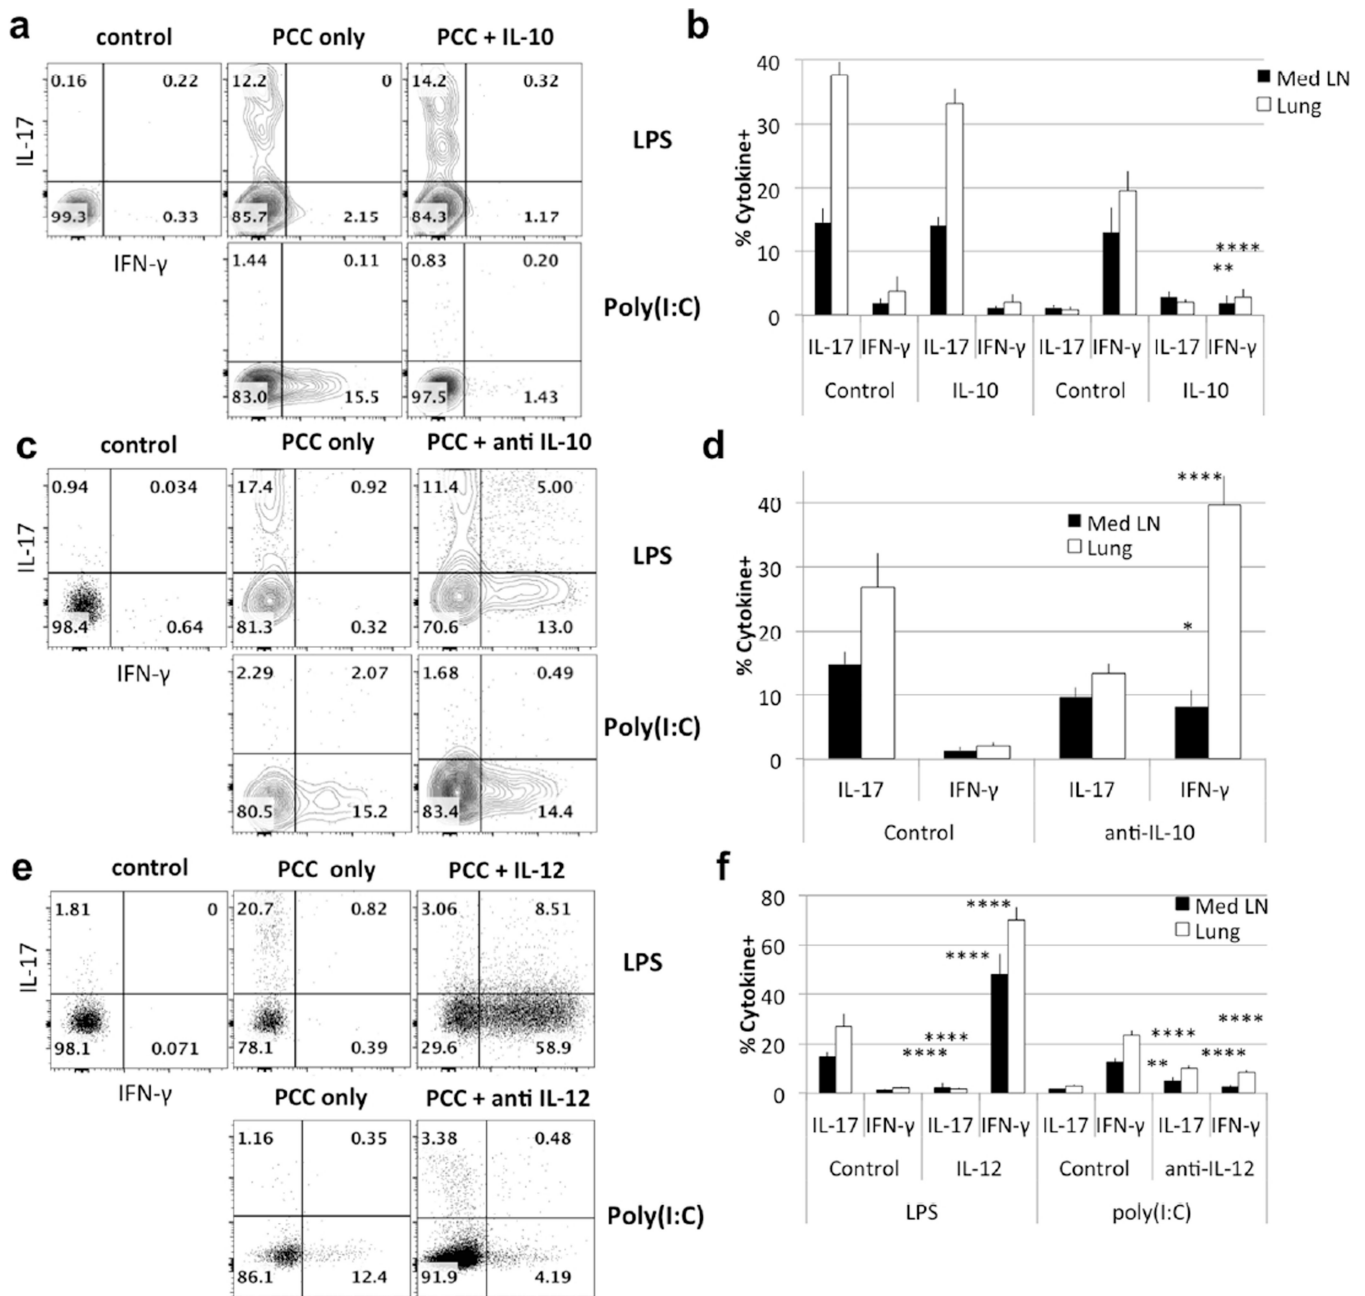 a
control
PCC only
PCC + IL-10
IL-17
0.16 0.22
99.3 0.33
12.2 0
85.7 2.15
14.2 0.32
84.3 1.17
LPS
IFN-γ
1.44 0.11
83.0 15.5
0.83 0.20
97.5 1.43
Poly(I:C)
b
% Cytokine+
40
30
20
10
0
Med LN
Lung
****
**
IL-17 IFN-γ IL-17 IFN-γ IL-17 IFN-γ IL-17 IFN-γ
Control IL-10 Control IL-10
c
control
PCC only
PCC + anti IL-10
IL-17
0.94 0.034
98.4 0.64
17.4 0.92
81.3 0.32
11.4 5.00
70.6 13.0
LPS
IFN-γ
2.29 2.07
80.5 15.2
1.68 0.49
83.4 14.4
Poly(I:C)
d
% Cytokine+
40
30
20
10
0
Med LN
Lung
****
*
IL-17 IFN-γ IL-17 IFN-γ
Control anti-IL-10
e
control
PCC only
PCC + IL-12
IL-17
1.81 0
98.1 0.071
20.7 0.82
78.1 0.39
3.06 8.51
29.6 58.9
LPS
IFN-γ
PCC only
PCC + anti IL-12
1.16 0.35
86.1 12.4
3.38 0.48
91.9 4.19
Poly(I:C)
f
% Cytokine+
80
60
40
20
0
Med LN
Lung
****
****
****
****
****
**
****
****
IL-17 IFN-γ IL-17 IFN-γ IL-17 IFN-γ IL-17 IFN-γ
Control IL-12 Control anti-IL-12
LPS poly(I:C)